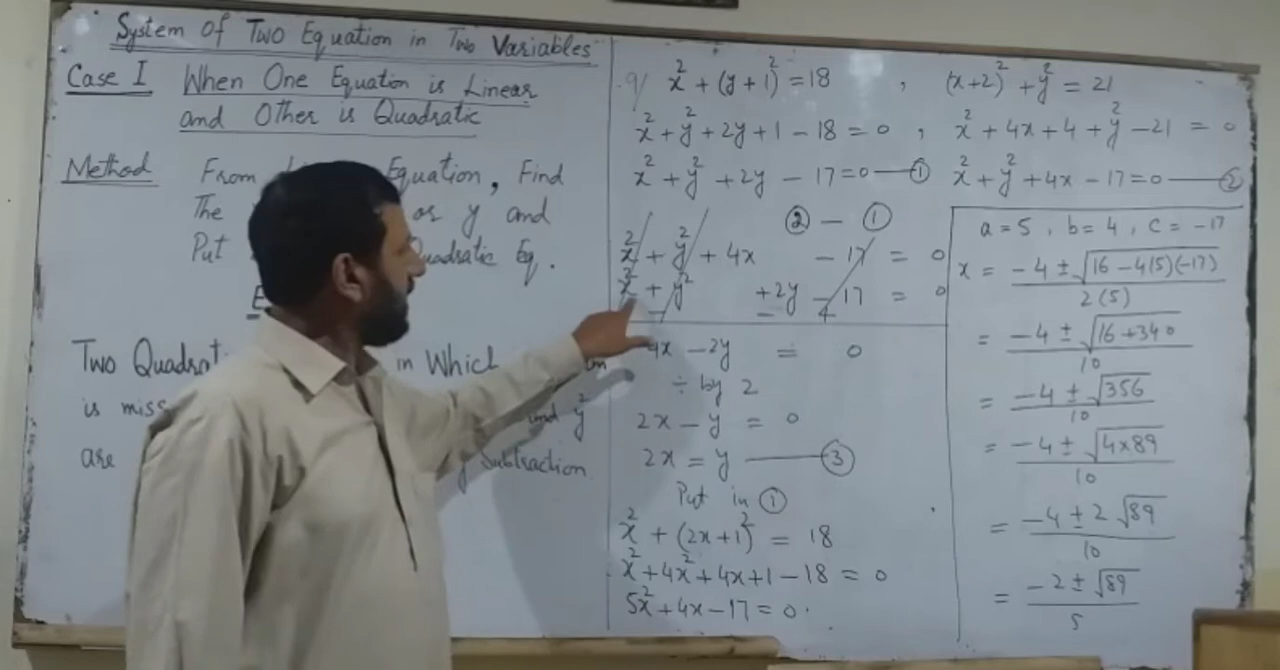 System Of Two Equation in Two Variables
Case I When One Equation is Linear
and Other is Quadratic
Method From Equation, Find
The or y and
Put Quadratic Eq.
E
Two Quadrat in Which
is miss and y²
are by Subtraction
9/ x² + (y+1)² = 18 , (x+2)² + y² = 21
x² + y² + 2y + 1 - 18 = 0 , x² + 4x + 4 + y² - 21 = 0
x² + y² + 2y - 17 = 0 — ① x² + y² + 4x - 17 = 0 — ②
② - ①
x² + y² + 4x - 17 = 0
x² + y² + 2y - 17 = 0
4x - 2y = 0
÷ by 2
2x - y = 0
2x = y — ③
Put in ①
x² + (2x+1)² = 18
x² + 4x² + 4x + 1 - 18 = 0
5x² + 4x - 17 = 0.
a = 5 , b = 4 , c = -17
x = (-4 ± √(16 - 4(5)(-17))) / 2(5)
= (-4 ± √(16 + 340)) / 10
= (-4 ± √356) / 10
= (-4 ± √(4×89)) / 10
= (-4 ± 2√89) / 10
= (-2 ± √89) / 5